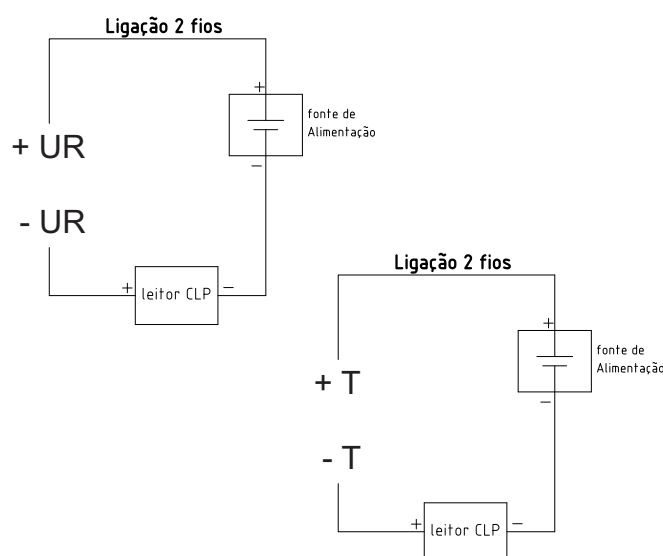 Ligação 2 fios
+
fonte de
Alimentação
+ UR
−
- UR
+ leitor CLP −
Ligação 2 fios
+
fonte de
Alimentação
+ T
−
- T
+ leitor CLP −